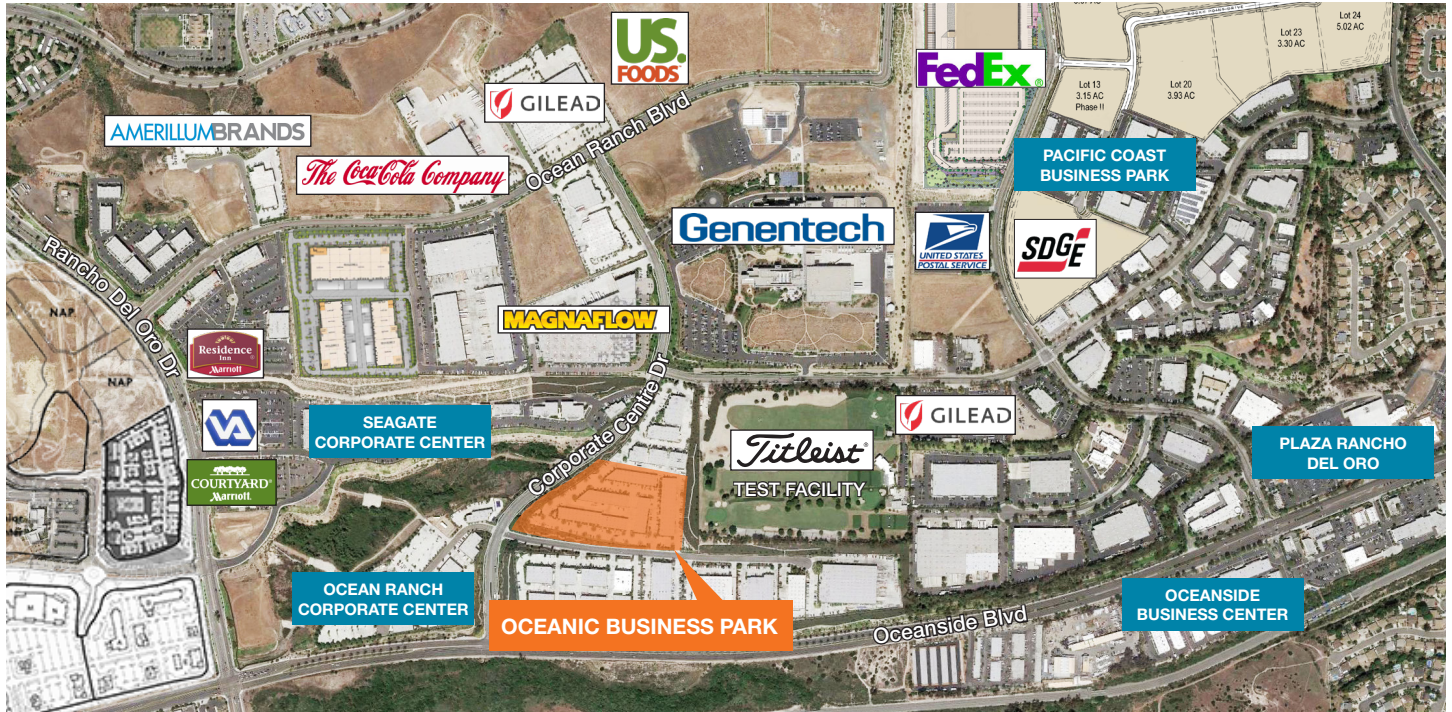 Lot 24
5.02 AC
Lot 23
3.30 AC
US.
FOODS
FedEx®
Lot 13
3.15 AC
Phase II
Lot 20
3.93 AC
GILEAD
AMERILLUMBRANDS
Ocean Ranch Blvd
The Coca-Cola Company
PACIFIC COAST
BUSINESS PARK
Genentech
UNITED STATES
POSTAL SERVICE
SDGE
Rancho Del Oro Dr
NAP
MAGNAFLOW
Residence
Inn
Marriott
NAP
Corporate Centre Dr
VA
SEAGATE
CORPORATE CENTER
GILEAD
Titleist
TEST FACILITY
PLAZA RANCHO
DEL ORO
COURTYARD®
Marriott
OCEAN RANCH
CORPORATE CENTER
OCEANIC BUSINESS PARK
Oceanside Blvd
OCEANSIDE
BUSINESS CENTER